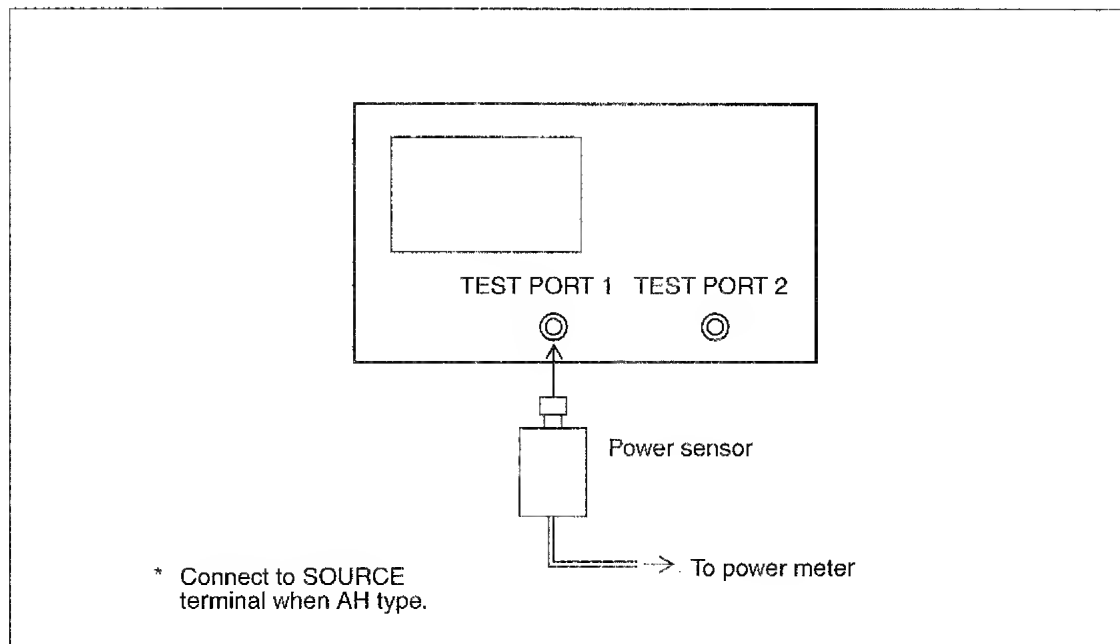 TEST PORT 1 TEST PORT 2
Power sensor
To power meter
* Connect to SOURCE
terminal when AH type.